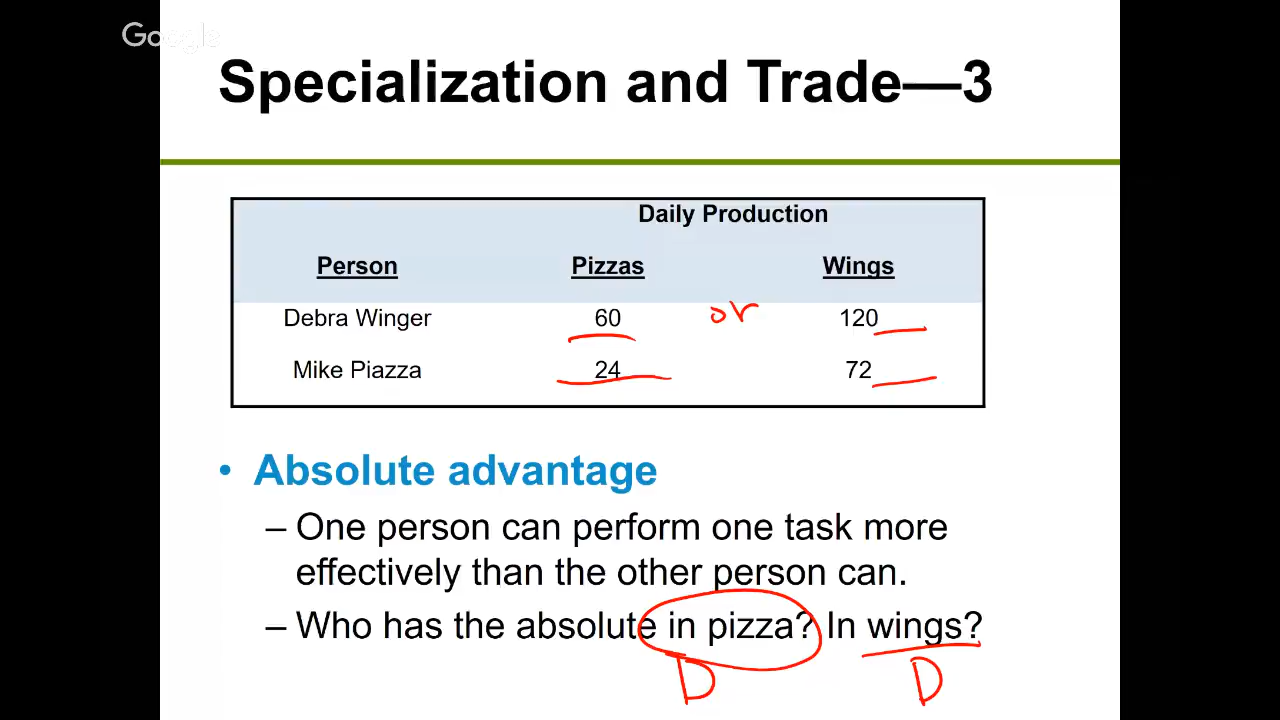 Google
Specialization and Trade—3
Daily Production
Person Pizzas Wings
Debra Winger 60 or 120
Mike Piazza 24 72
• Absolute advantage
– One person can perform one task more
effectively than the other person can.
– Who has the absolute in pizza? In wings?
D D